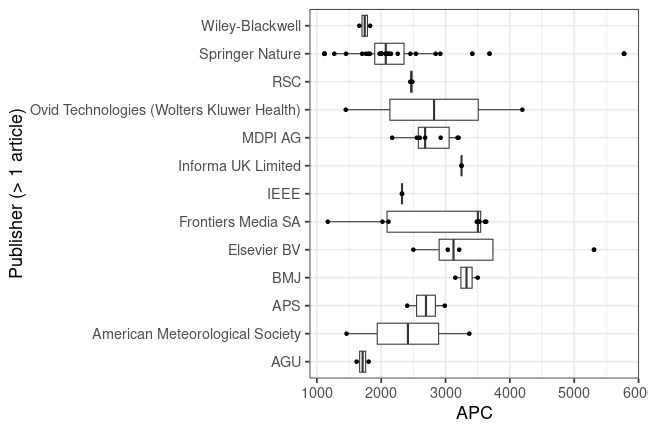 Publisher (> 1 article)
Wiley-Blackwell
Springer Nature
RSC
Ovid Technologies (Wolters Kluwer Health)
MDPI AG
Informa UK Limited
IEEE
Frontiers Media SA
Elsevier BV
BMJ
APS
American Meteorological Society
AGU
1000 2000 3000 4000 5000 600
APC